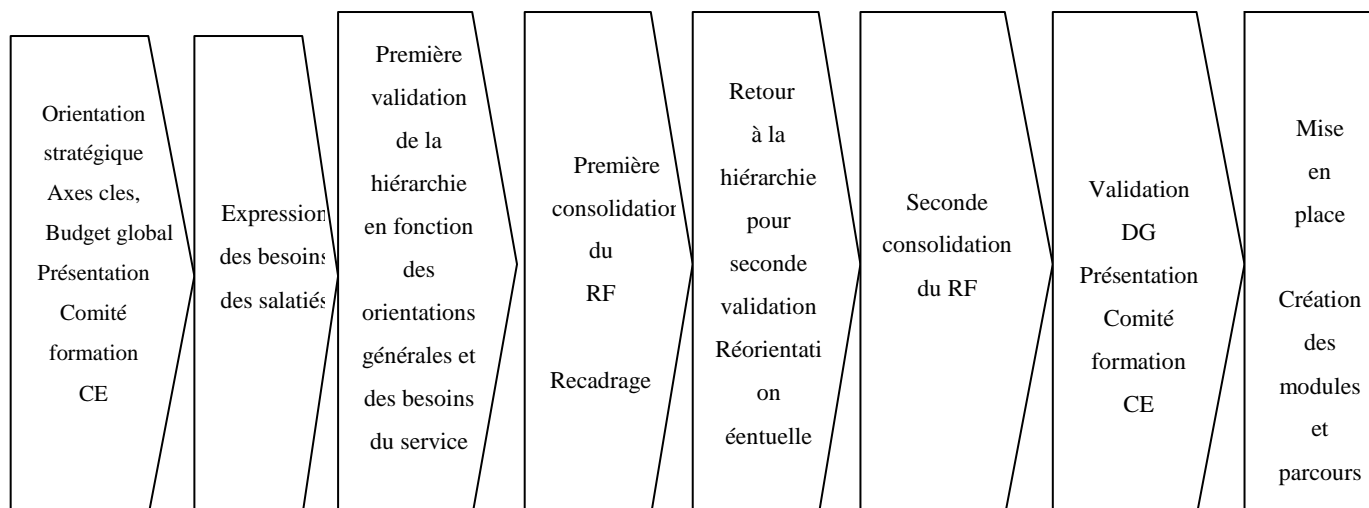 Orientation
stratégique
Axes cles,
Budget global
Présentation
Comité
formation
CE
Expression
des besoins
des salatiés
Première
validation
de la
hiérarchie
en fonction
des
orientations
générales et
des besoins
du service
Première
consolidation
du
RF
Recadrage
Retour
à la
hiérarchie
pour
seconde
validation
Réorientati
on
éentuelle
Seconde
consolidation
du RF
Validation
DG
Présentation
Comité
formation
CE
Mise
en
place
Création
des
modules
et
parcours